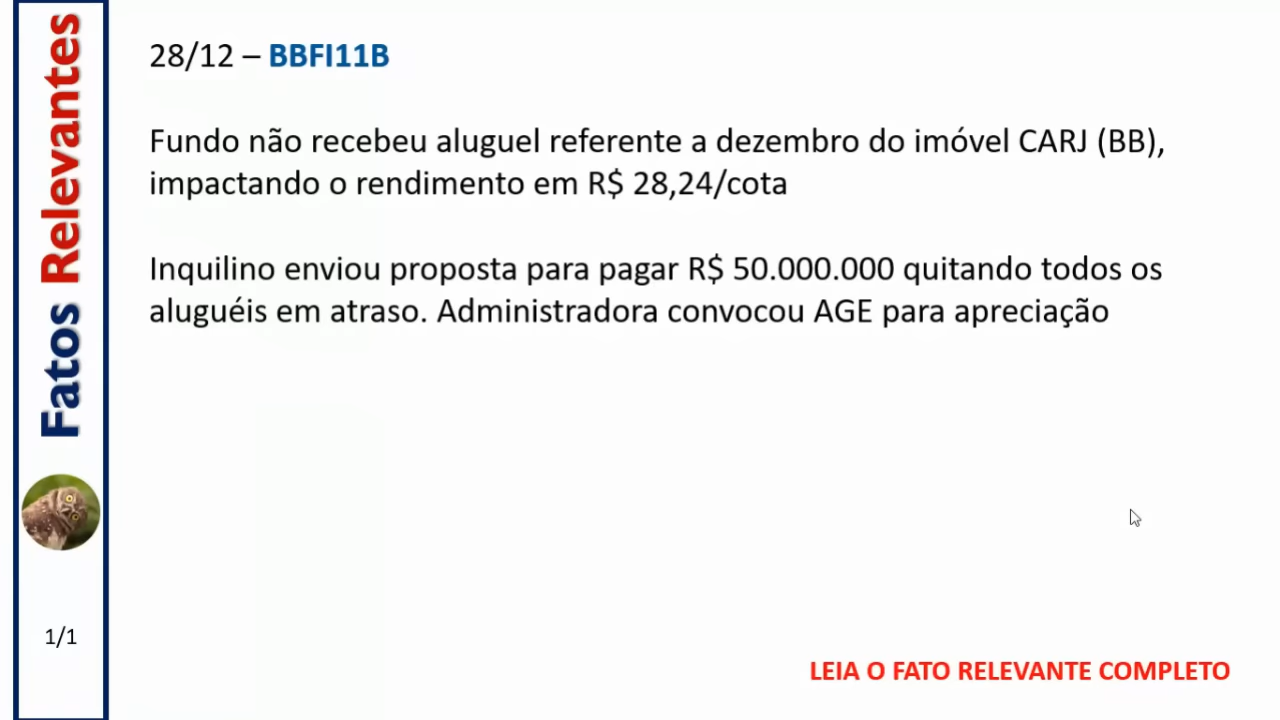 Fatos Relevantes
28/12 – BBFI11B
Fundo não recebeu aluguel referente a dezembro do imóvel CARJ (BB),
impactando o rendimento em R$ 28,24/cota
Inquilino enviou proposta para pagar R$ 50.000.000 quitando todos os
aluguéis em atraso. Administradora convocou AGE para apreciação
1/1
LEIA O FATO RELEVANTE COMPLETO